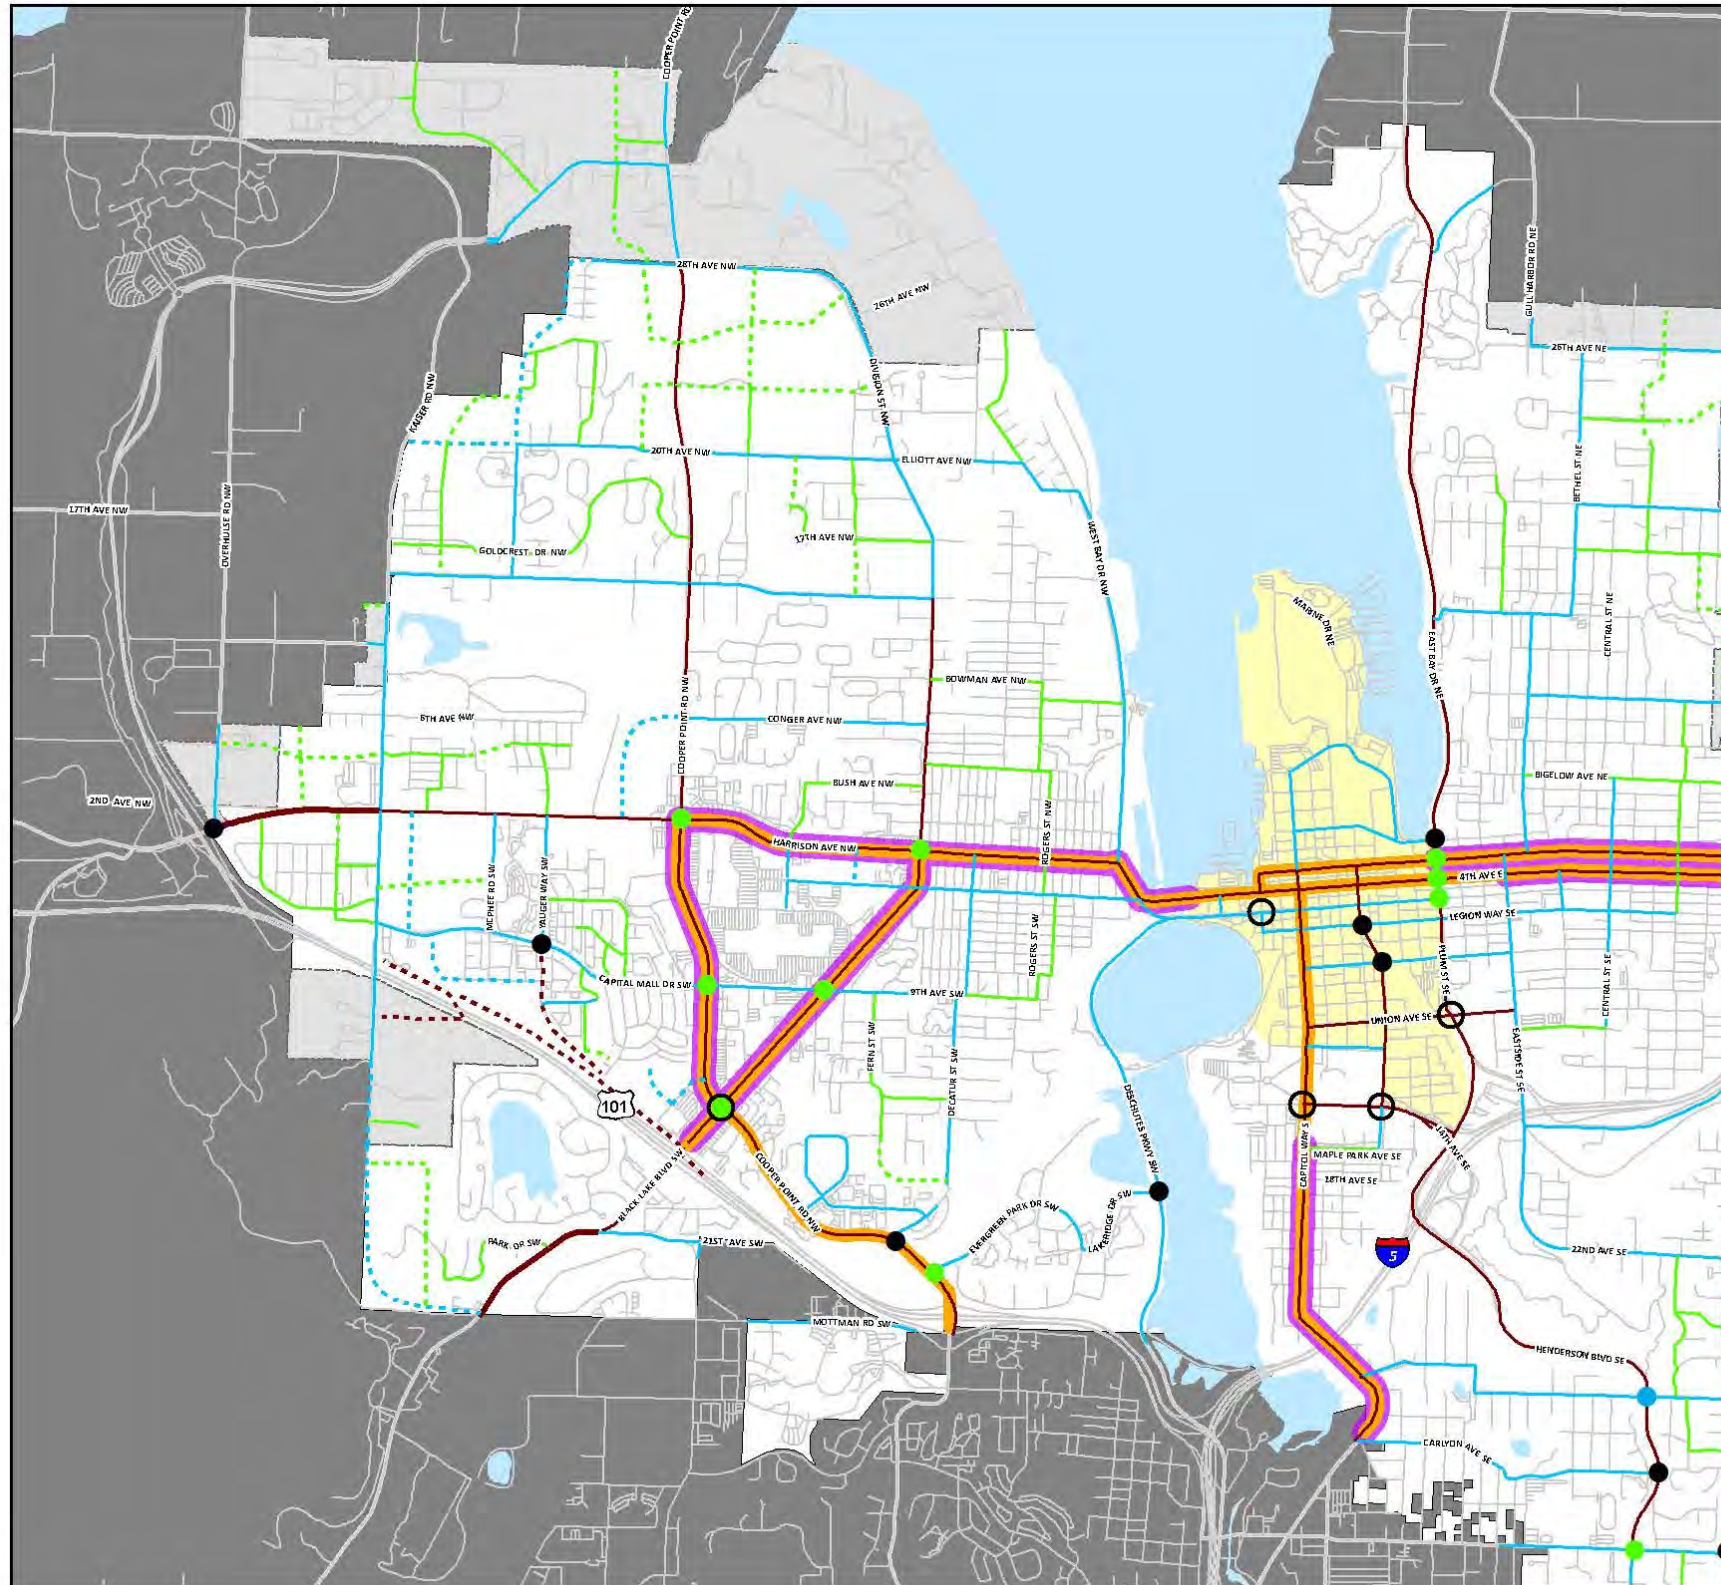 COOPER POINT RD
28TH AVE NW
26TH AVE NW
GULL HARBOR RD NE
26TH AVE NE
DIVISION ST NW
KAISER RD NW
20TH AVE NW
ELLIOTT AVE NW
BETHEL ST NE
17TH AVE NW
OVERHULSE RD NW
GOLDCREST DR NW
17TH AVE NW
WEST BAY DR NW
MARINE DR NE
CENTRAL ST NE
EAST BAY DR NE
BOWMAN AVE NW
6TH AVE NW
CONGER AVE NW
COOPER POINT RD NW
BUSH AVE NW
BIGELOW AVE NE
2ND AVE NW
HARRISON AVE NW
ROGERS ST NW
4TH AVE E
MCPHEE RD SW
YAUGER WAY SW
LEGION WAY SE
ROGERS ST SW
PLUM ST SE
CAPITAL MALL DR SW
9TH AVE SW
CENTRAL ST SE
UNION AVE SE
FERN ST SW
DECATUR ST SW
EASTSIDE ST SE
101
DESCHUTES PKWY SW
CAPITOL WAY S
14TH AVE SE
MAPLE PARK AVE SE
18TH AVE SE
BLACK LAKE BLVD SW
COOPER POINT RD NW
EVERGREEN PARK DR SW
LAKERIDGE DR SW
PARK DR SW
21ST AVE SW
5
22ND AVE SE
MOTTMAN RD SW
HENDERSON BLVD SE
CARLYON AVE SE